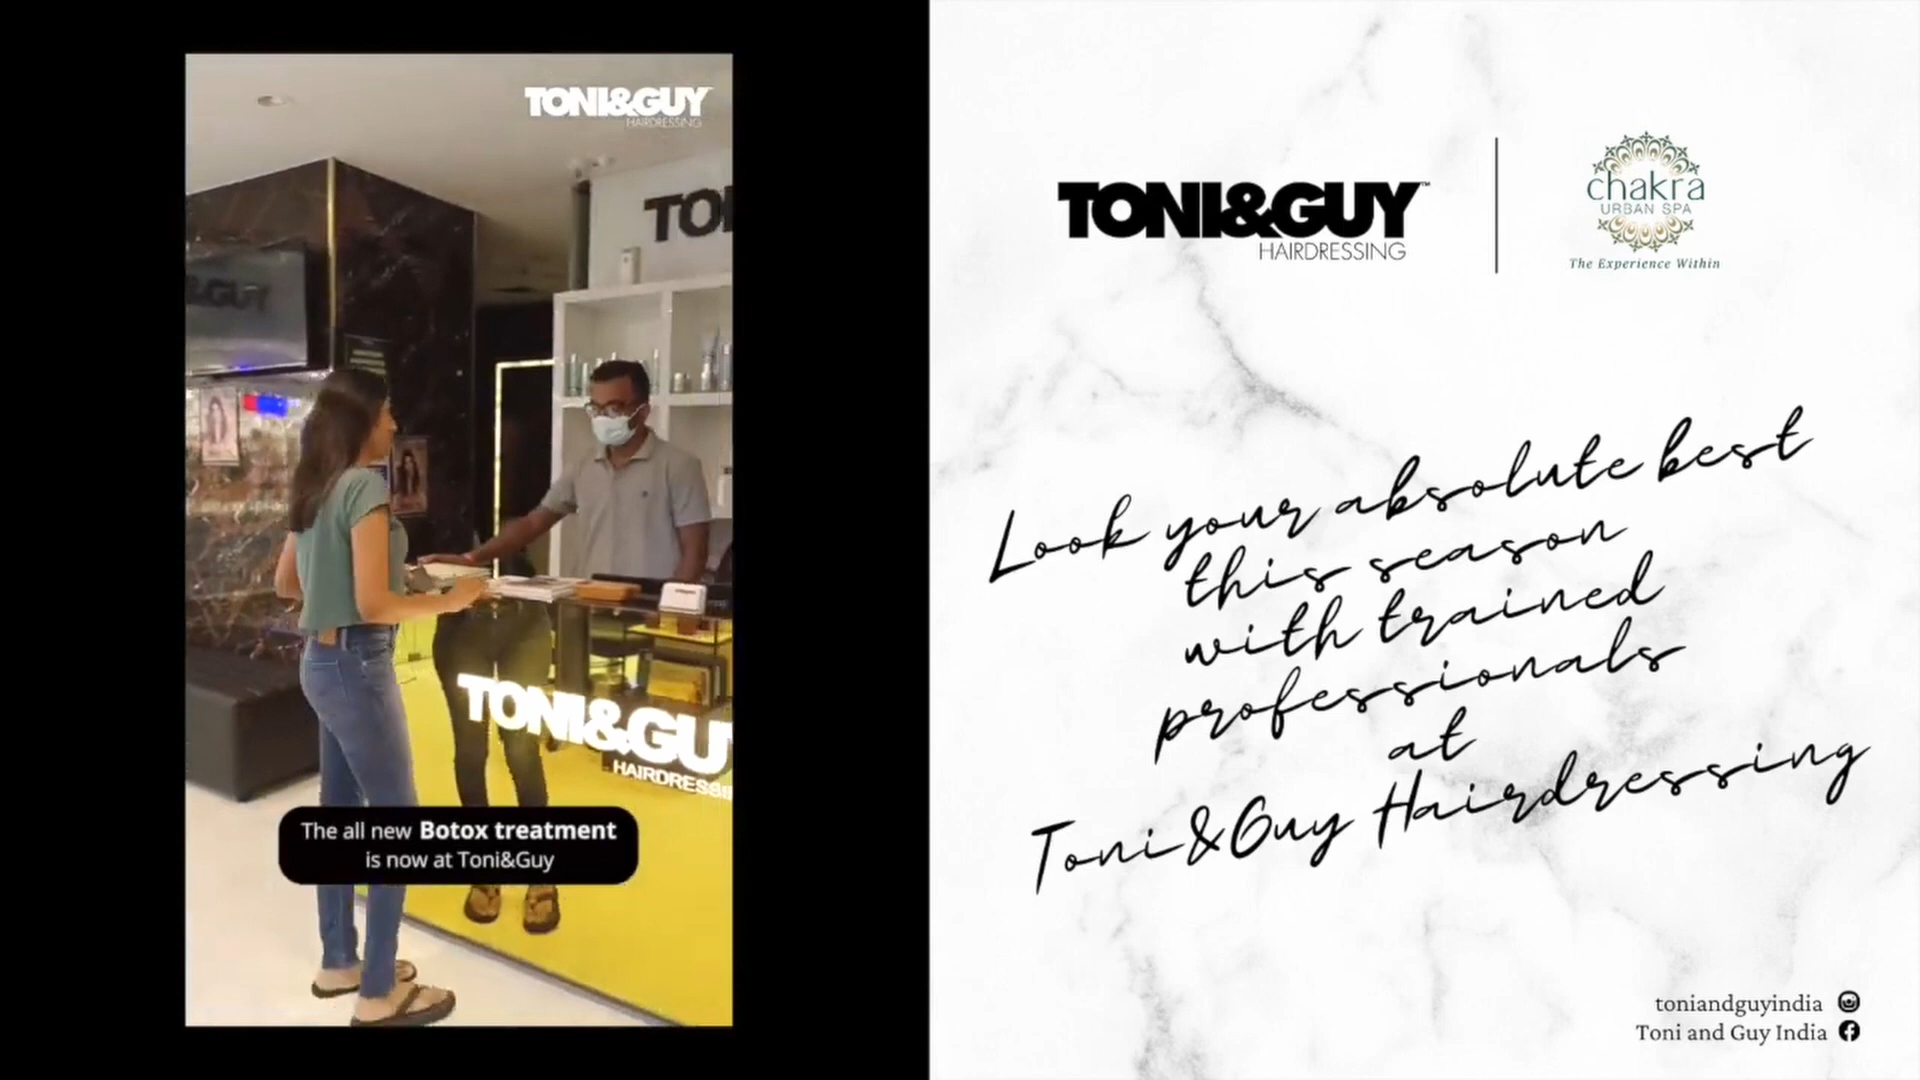 TONI&GUY
HAIRDRESSING
TO
&GUY
TONI&GU
HAIRDRESSI
The all new Botox treatment
is now at Toni&Guy
TONI&GUY™
HAIRDRESSING
chakra
URBAN SPA
The Experience Within
Look your absolute best
this season
with trained
professionals
at
Toni&Guy Hairdressing
toniandguyindia
Toni and Guy India